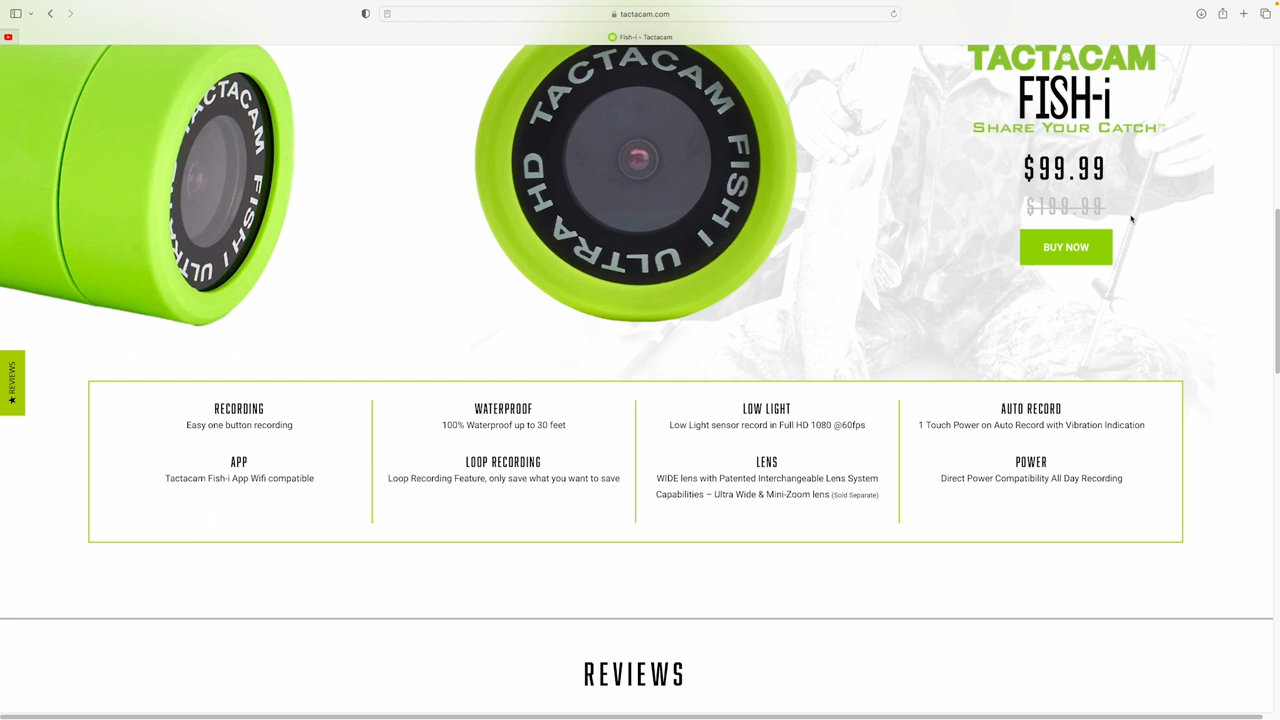 tactacam.com
Fish-i - Tactacam
TACTACAM
FISH-i
SHARE YOUR CATCH™
$99.99
$199.99
BUY NOW
TACTACAM FISHI ULTRA HD
TACTACAM FISHI ULTRA HD
★ REVIEWS
RECORDING
Easy one button recording
WATERPROOF
100% Waterproof up to 30 feet
LOW LIGHT
Low Light sensor record in Full HD 1080 @60fps
AUTO RECORD
1 Touch Power on Auto Record with Vibration Indication
APP
Tactacam Fish-i App Wifi compatible
LOOP RECORDING
Loop Recording Feature, only save what you want to save
LENS
WIDE lens with Patented Interchangeable Lens System
Capabilities – Ultra Wide & Mini-Zoom lens (Sold Separate)
POWER
Direct Power Compatibility All Day Recording
REVIEWS